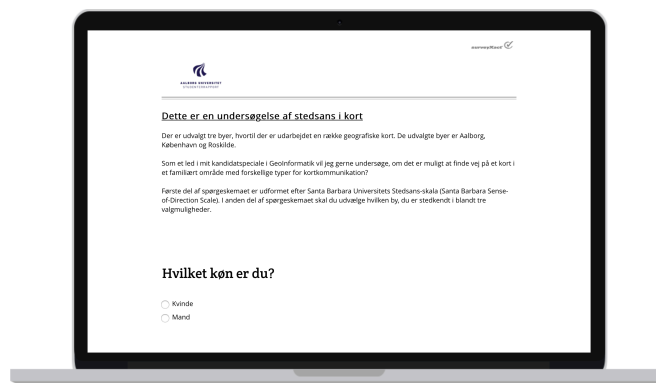 surveyXact
AALBORG UNIVERSITET
STUDENTERRAPPORT
Dette er en undersøgelse af stedsans i kort
Der er udvalgt tre byer, hvortil der er udarbejdet en række geografiske kort. De udvalgte byer er Aalborg,
København og Roskilde.
Som et led i mit kandidatspeciale i GeoInformatik vil jeg gerne undersøge, om det er muligt at finde vej på et kort i
et familiært område med forskellige typer for kortkommunikation?
Første del af spørgeskemaet er udformet efter Santa Barbara Universitets Stedsans-skala (Santa Barbara Sense-
of-Direction Scale). I anden del af spørgeskemaet skal du udvælge hvilken by, du er stedkendt i blandt tre
valgmuligheder.
Hvilket køn er du?
Kvinde
Mand